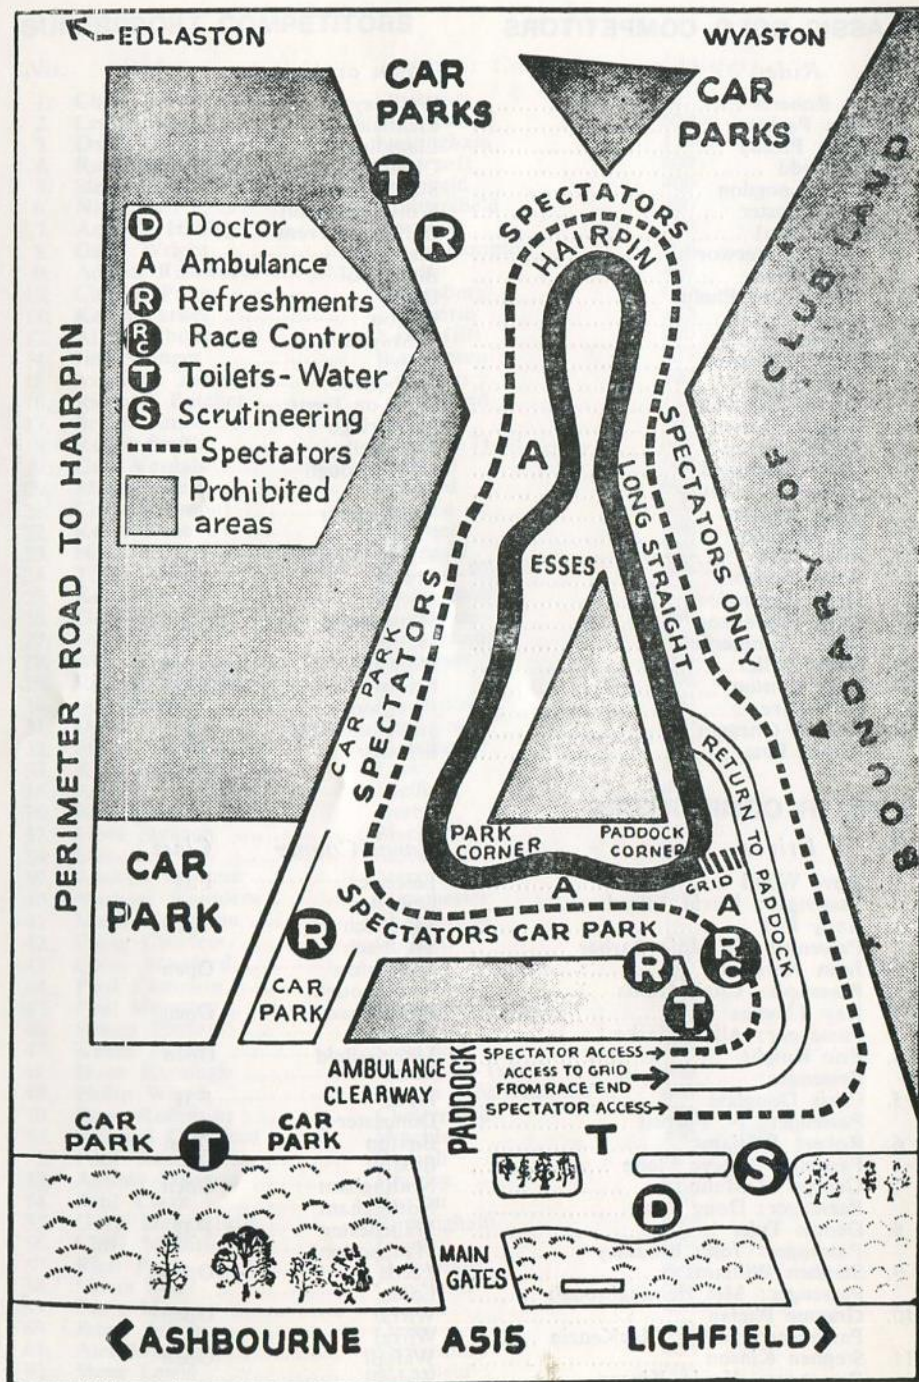 EDLASTON
WYASTON
CAR
PARKS
CAR
PARKS
T
R
SPECTATORS
HAIRPIN
D Doctor
A Ambulance
R Refreshments
RC Race Control
T Toilets-Water
S Scrutineering
Spectators
Prohibited
areas
PERIMETER ROAD TO HAIRPIN
BOUNDARY OF CLUB LAND
A
SPECTATORS ONLY
LONG STRAIGHT
ESSES
CAR PARK
SPECTATORS
RETURN TO PADDOCK
PARK
CORNER
PADDOCK
CORNER
GRID
A
A
CAR
PARK
R
SPECTATORS CAR PARK
R
RC
T
CAR
PARK
AMBULANCE
CLEARWAY
PADDOCK
SPECTATOR ACCESS→
ACCESS TO GRID
FROM RACE END
SPECTATOR ACCESS→
CAR
PARK
T
CAR
PARK
T
S
D
MAIN
GATES
ASHBOURNE A515 LICHFIELD